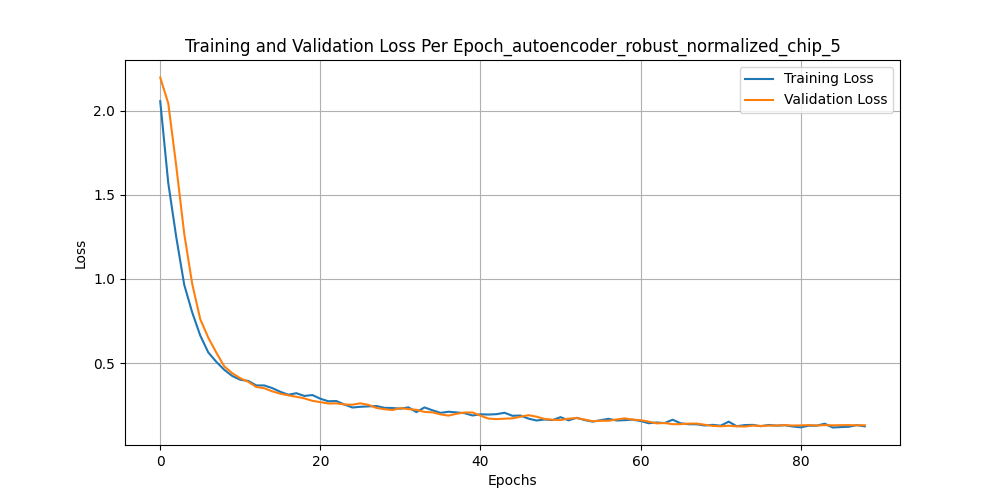 Training and Validation Loss Per Epoch_autoencoder_robust_normalized_chip_5
Training Loss
Validation Loss
2.0
1.5
1.0
0.5
Loss
0
20
40
60
80
Epochs